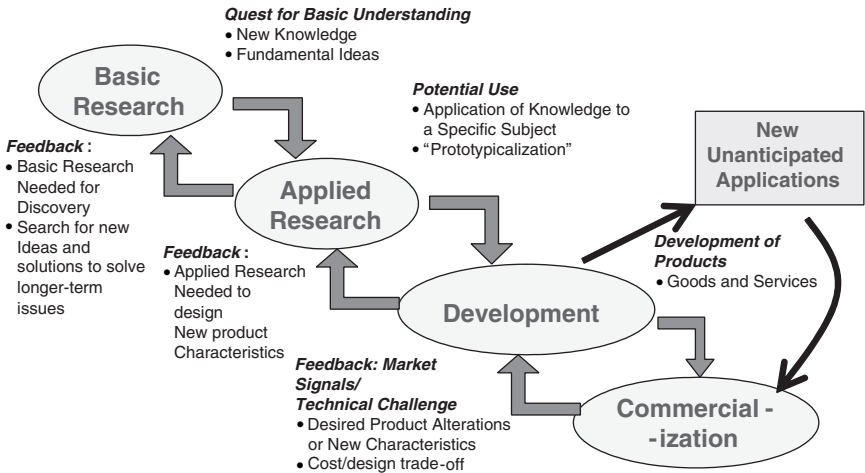 Quest for Basic Understanding
• New Knowledge
• Fundamental Ideas
Basic
Research
Potential Use
• Application of Knowledge to
a Specific Subject
• “Prototypicalization”
New
Unanticipated
Applications
Feedback :
• Basic Research
Needed for
Discovery
• Search for new
Ideas and
solutions to solve
longer-term
issues
Applied
Research
Feedback :
• Applied Research
Needed to
design
New product
Characteristics
Development of
Products
• Goods and Services
Development
Feedback: Market
Signals/
Technical Challenge
• Desired Product Alterations
or New Characteristics
• Cost/design trade-off
Commercial -
-ization